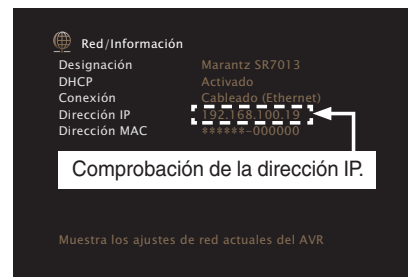 Red/Información
Designación Marantz SR7013
DHCP Activado
Conexión Cableado (Ethernet)
Dirección IP 192.168.100.19
Dirección MAC ******-000000
Comprobación de la dirección IP.
Muestra los ajustes de red actuales del AVR